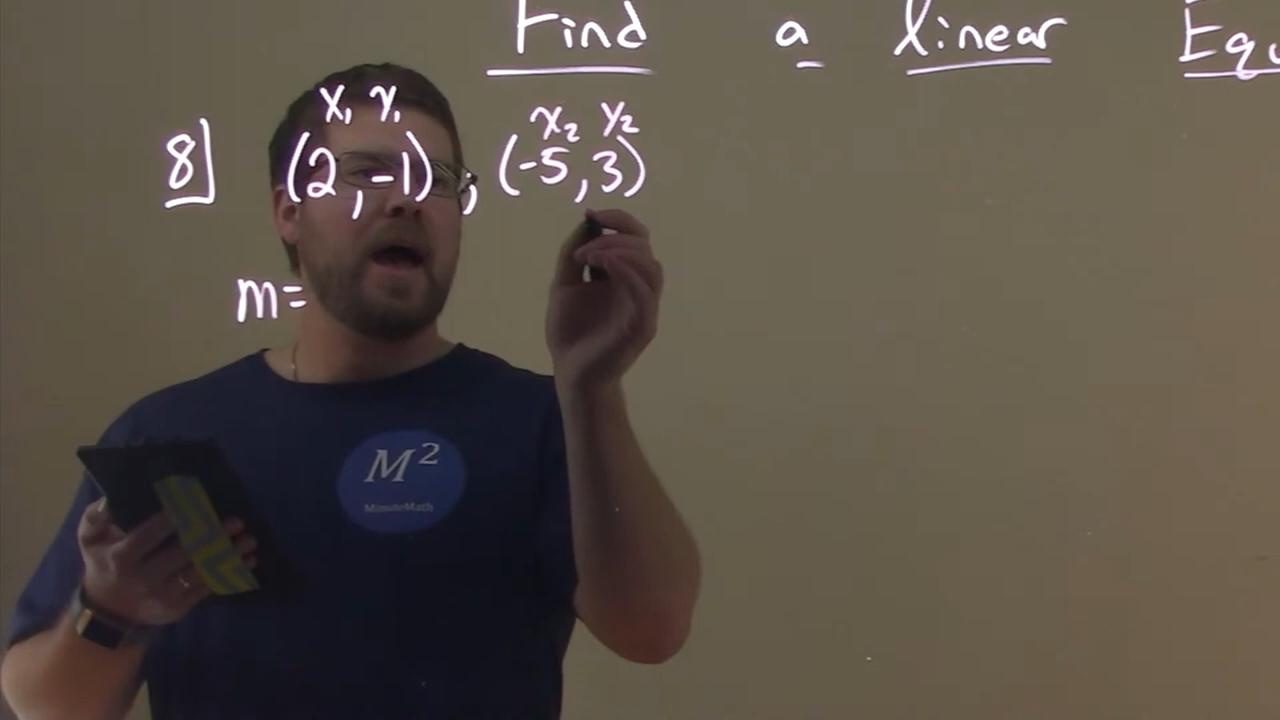 Find a linear Equ
x₁ y₁ x₂ y₂
8] (2,-1) ; (-5,3)
m=
M²
MinuteMath